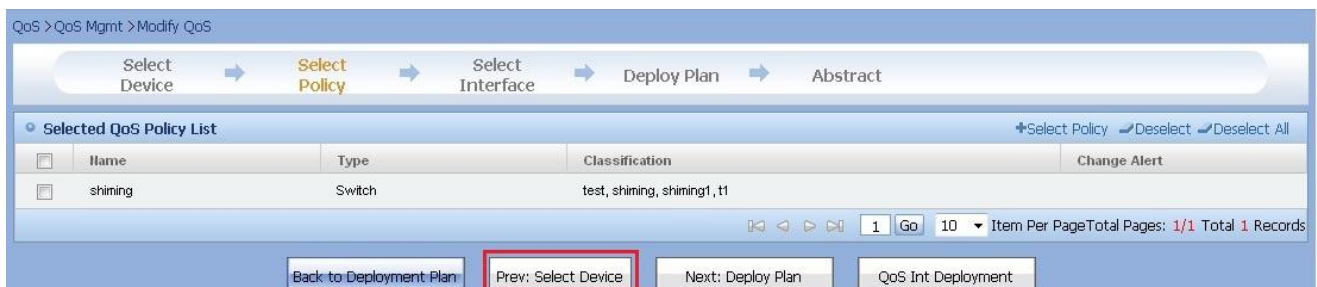 QoS >QoS Mgmt >Modify QoS
Select Device
Select Policy
Select Interface
Deploy Plan
Abstract
Selected QoS Policy List
Select Policy Deselect Deselect All
Name Type Classification Change Alert
shiming Switch test, shiming, shiming1, t1
1 Go 10 Item Per PageTotal Pages: 1/1 Total 1 Records
Back to Deployment Plan Prev: Select Device Next: Deploy Plan QoS Int Deployment